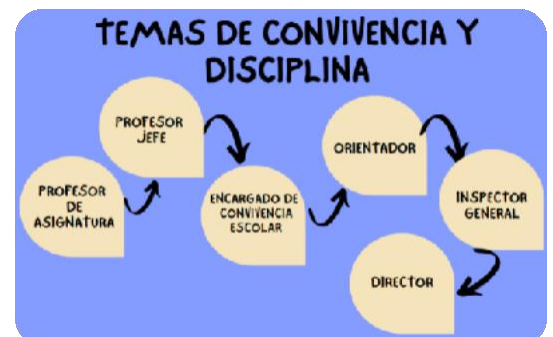 TEMAS DE CONVIVENCIA Y
DISCIPLINA
PROFESOR
DE
ASIGNATURA
PROFESOR
JEFE
ENCARGADO DE
CONVIVENCIA
ESCOLAR
ORIENTADOR
INSPECTOR
GENERAL
DIRECTOR